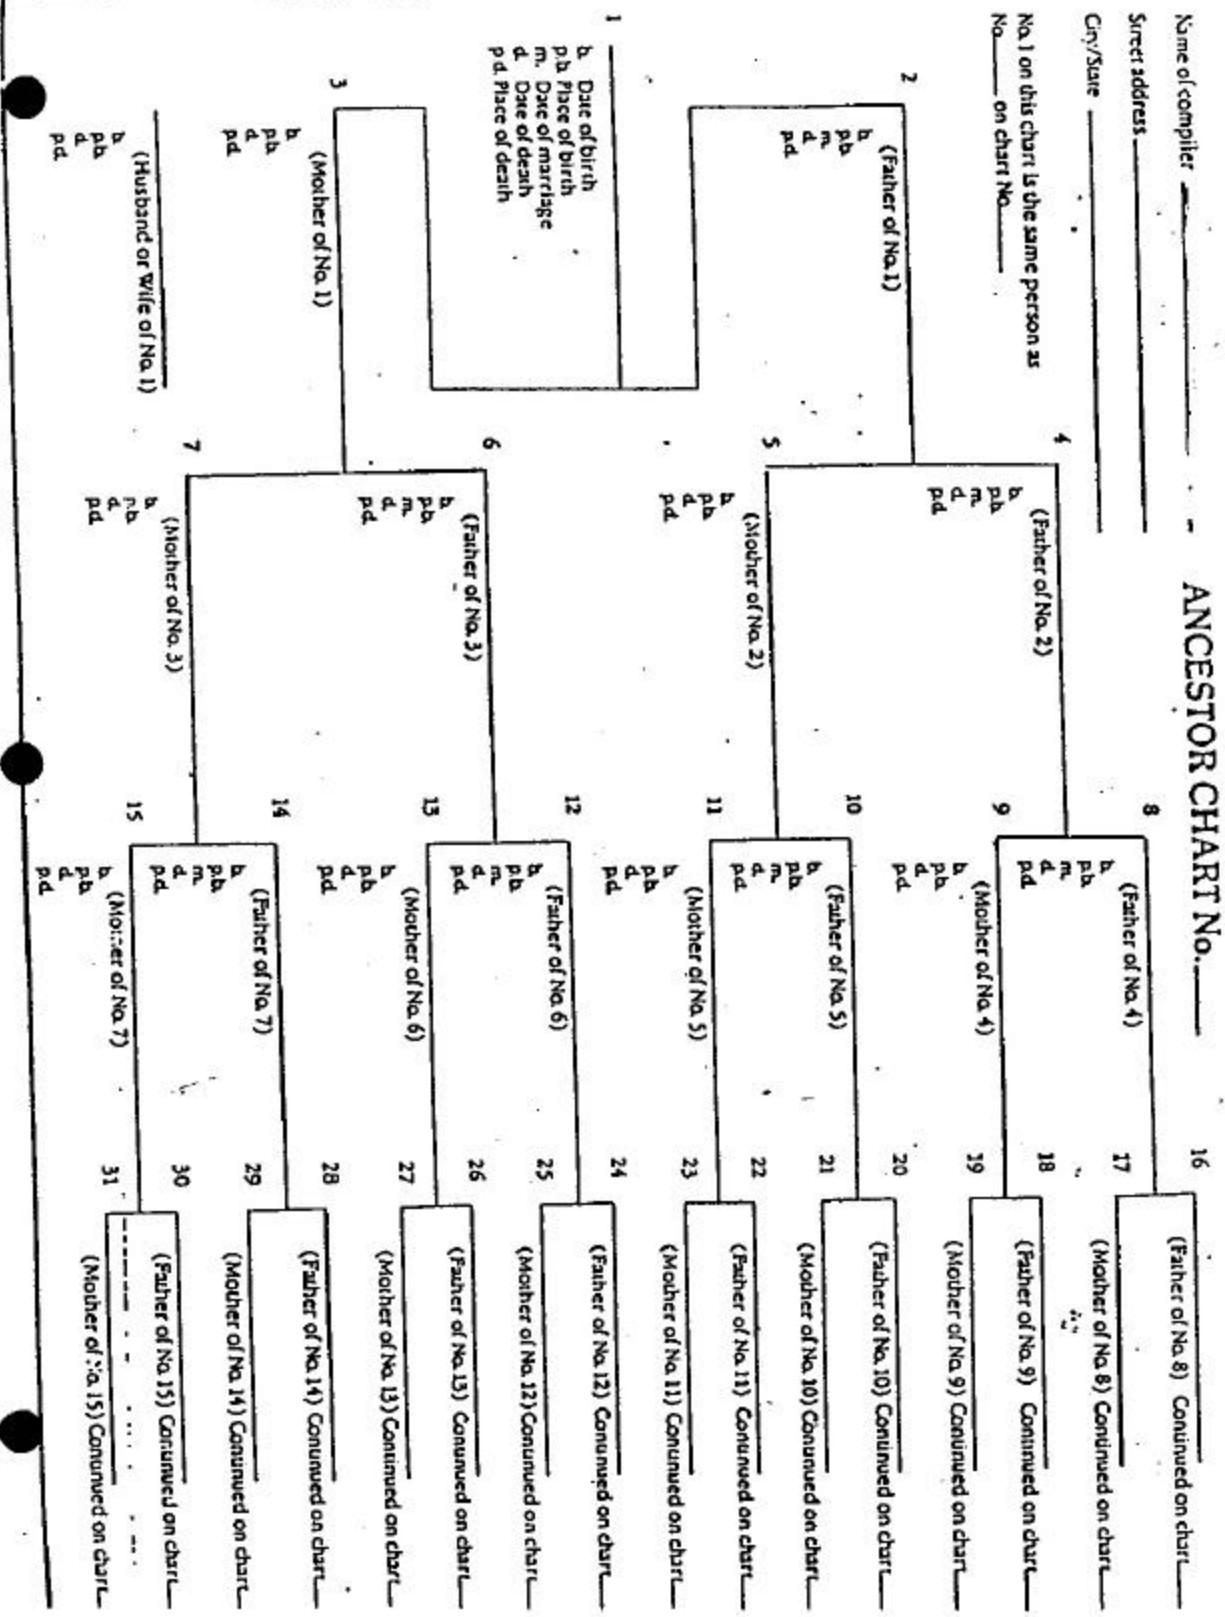 ANCESTOR CHART No.
Name of compiler
Street address
City/State
No. 1 on this chart is the same person as
No. on chart No.
1
b. Date of birth
p.b. Place of birth
m. Date of marriage
d. Date of death
p.d. Place of death
2
(Father of No. 1)
b.
p.b.
m.
d.
p.d.
3
(Mother of No. 1)
b.
p.b.
d.
p.d.
(Husband or Wife of No. 1)
b.
p.b.
d.
p.d.
4
(Father of No. 2)
b.
p.b.
m.
d.
p.d.
5
(Mother of No. 2)
b.
p.b.
d.
p.d.
6
(Father of No. 3)
b.
p.b.
m.
d.
p.d.
7
(Mother of No. 3)
b.
p.b.
d.
p.d.
8
(Father of No. 4)
b.
p.b.
m.
d.
p.d.
9
(Mother of No. 4)
b.
p.b.
d.
p.d.
10
(Father of No. 5)
b.
p.b.
m.
d.
p.d.
11
(Mother of No. 5)
b.
p.b.
d.
p.d.
12
(Father of No. 6)
b.
p.b.
m.
d.
p.d.
13
(Mother of No. 6)
b.
p.b.
d.
p.d.
14
(Father of No. 7)
b.
p.b.
m.
d.
p.d.
15
(Mother of No. 7)
b.
p.b.
d.
p.d.
16
(Father of No. 8) Continued on chart
17
(Mother of No. 8) Continued on chart
18
(Father of No. 9) Continued on chart
19
(Mother of No. 9) Continued on chart
20
(Father of No. 10) Continued on chart
21
(Mother of No. 10) Continued on chart
22
(Father of No. 11) Continued on chart
23
(Mother of No. 11) Continued on chart
24
(Father of No. 12) Continued on chart
25
(Mother of No. 12) Continued on chart
26
(Father of No. 13) Continued on chart
27
(Mother of No. 13) Continued on chart
28
(Father of No. 14) Continued on chart
29
(Mother of No. 14) Continued on chart
30
(Father of No. 15) Continued on chart
31
(Mother of No. 15) Continued on chart